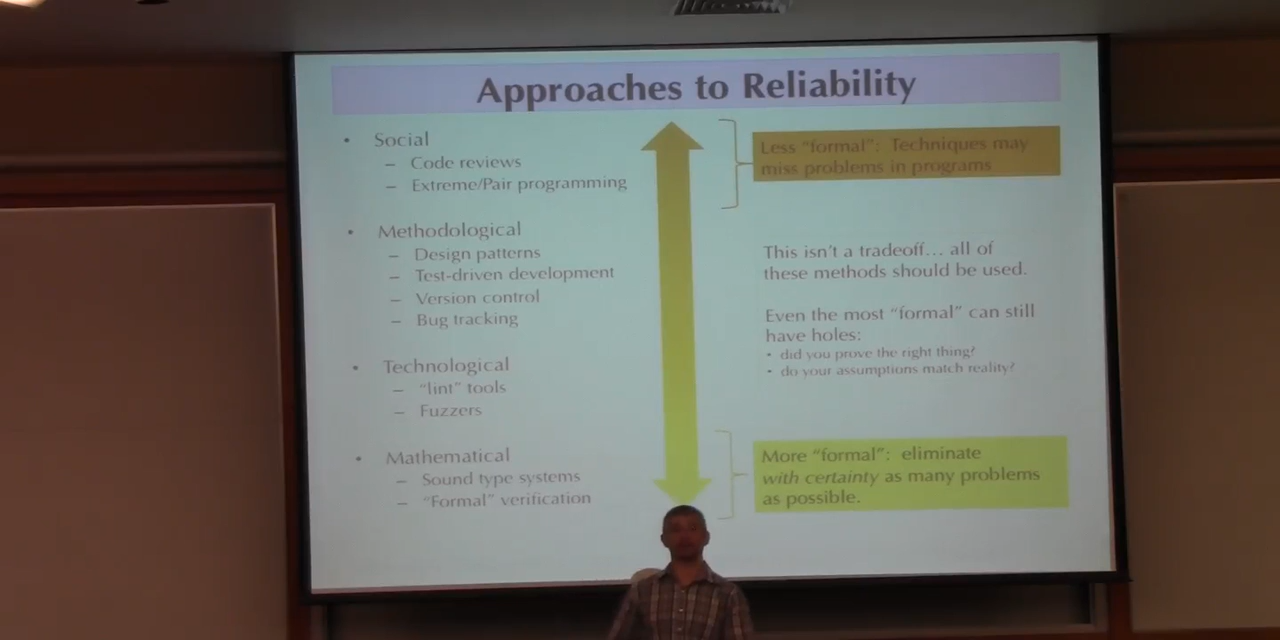 Approaches to Reliability
• Social
– Code reviews
– Extreme/Pair programming
• Methodological
– Design patterns
– Test-driven development
– Version control
– Bug tracking
• Technological
– "lint" tools
– Fuzzers
• Mathematical
– Sound type systems
– "Formal" verification
Less "formal": Techniques may
miss problems in programs
This isn't a tradeoff... all of
these methods should be used.
Even the most "formal" can still
have holes:
• did you prove the right thing?
• do your assumptions match reality?
More "formal": eliminate
with certainty as many problems
as possible.